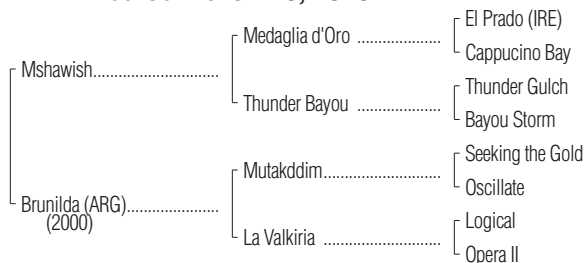 Mshawish
Medaglia d'Oro
El Prado (IRE)
Cappucino Bay
Thunder Bayou
Thunder Gulch
Bayou Storm
Brunilda (ARG)
(2000)
Mutakddim
Seeking the Gold
Oscillate
La Valkiria
Logical
Opera II